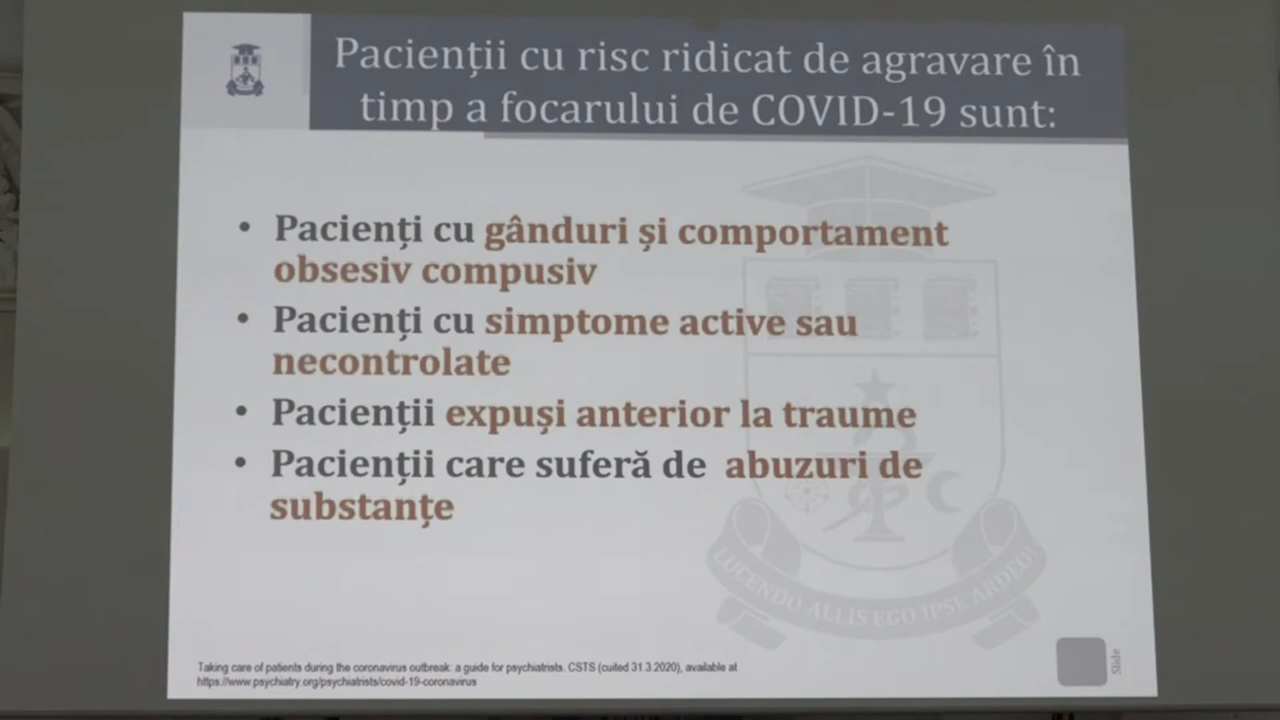 Pacienții cu risc ridicat de agravare în
timp a focarului de COVID-19 sunt:
• Pacienți cu gânduri și comportament
obsesiv compusiv
• Pacienți cu simptome active sau
necontrolate
• Pacienții expuși anterior la traume
• Pacienții care suferă de abuzuri de
substanțe
LUCENDO ALLIS EGO IPSE ARDEO!
Taking care of patients during the coronavirus outbreak: a guide for psychiatrists. CSTS (cuited 31.3.2020), available at
https://www.psychiatry.org/psychiatrists/covid-19-coronavirus
Slide